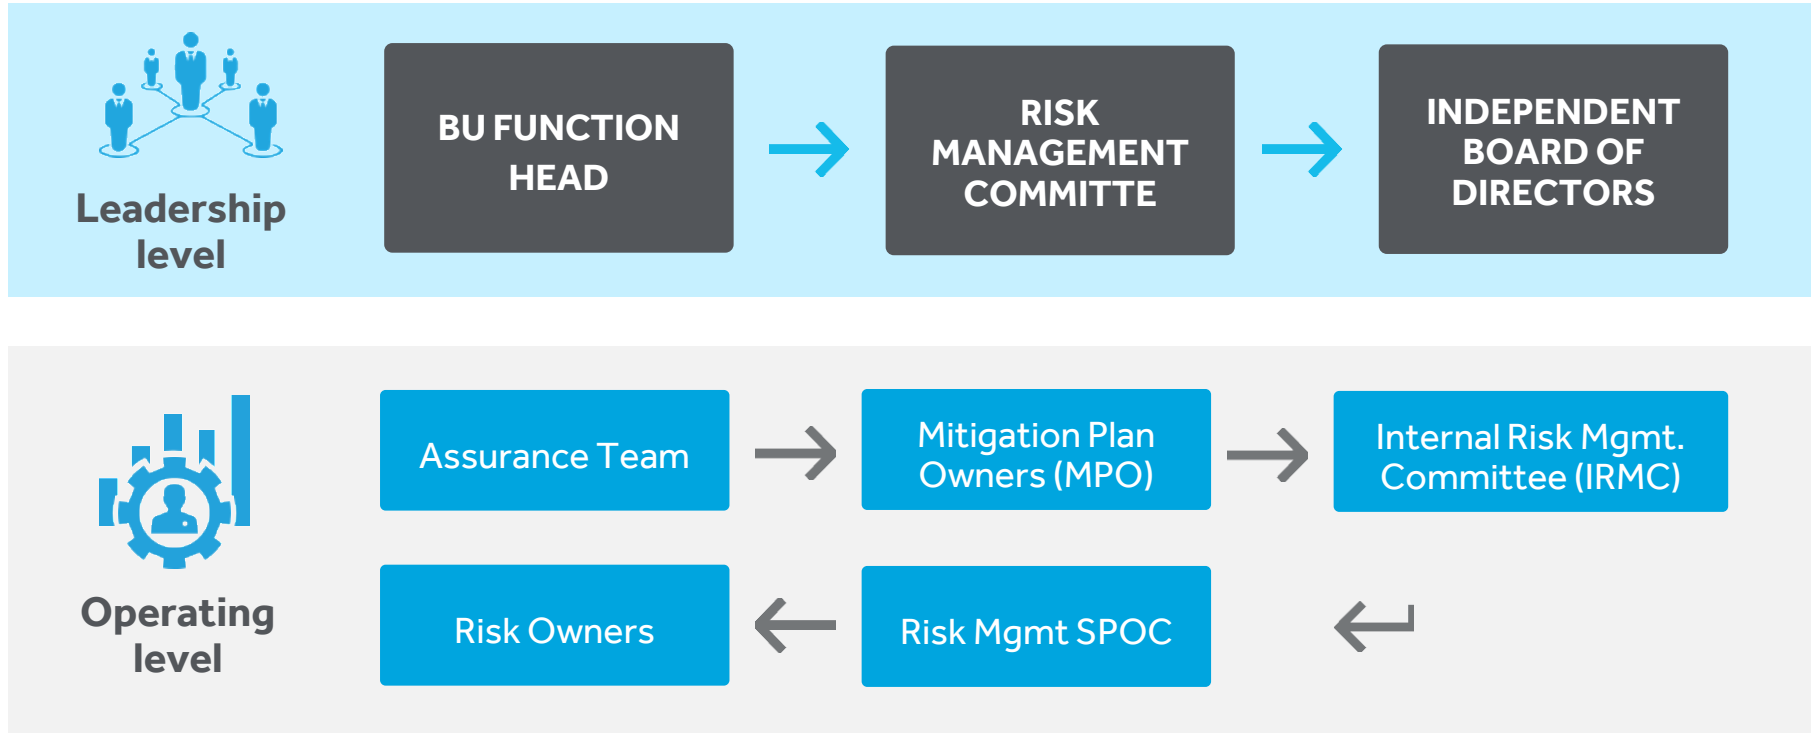 Leadership
level
BU FUNCTION
HEAD
RISK
MANAGEMENT
COMMITTE
INDEPENDENT
BOARD OF
DIRECTORS
Operating
level
Assurance Team
Mitigation Plan
Owners (MPO)
Internal Risk Mgmt.
Committee (IRMC)
Risk Owners
Risk Mgmt SPOC